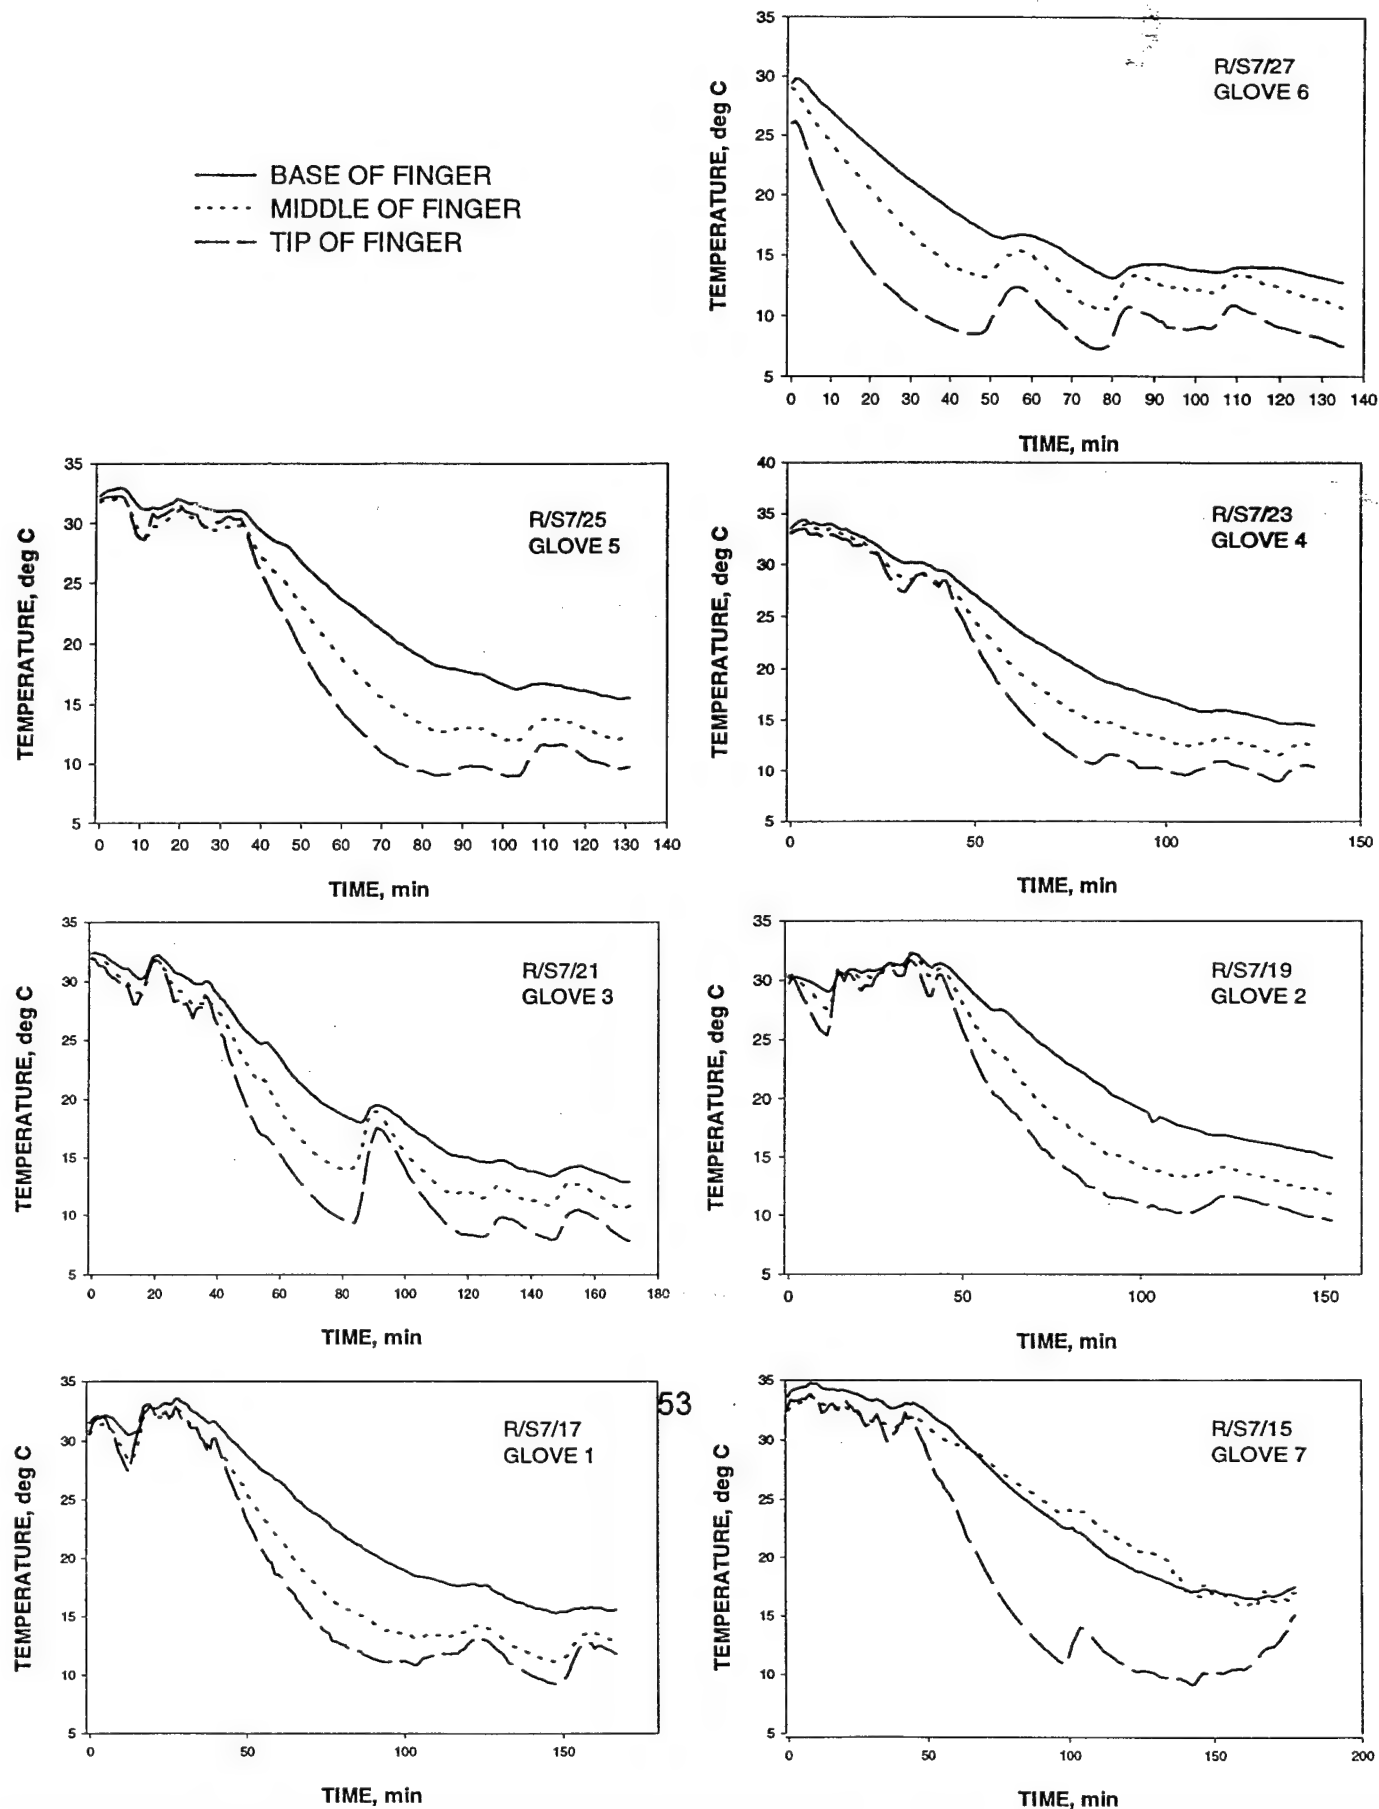 BASE OF FINGER
MIDDLE OF FINGER
TIP OF FINGER
35
30
25
20
15
10
5
TEMPERATURE, deg C
R/S7/27
GLOVE 6
0 10 20 30 40 50 60 70 80 90 100 110 120 130 140
TIME, min
35
30
25
20
15
10
5
TEMPERATURE, deg C
R/S7/25
GLOVE 5
0 10 20 30 40 50 60 70 80 90 100 110 120 130 140
TIME, min
40
35
30
25
20
15
10
5
TEMPERATURE, deg C
R/S7/23
GLOVE 4
0 50 100 150
TIME, min
35
30
25
20
15
10
5
TEMPERATURE, deg C
R/S7/21
GLOVE 3
0 20 40 60 80 100 120 140 160 180
TIME, min
35
30
25
20
15
10
5
TEMPERATURE, deg C
R/S7/19
GLOVE 2
0 50 100 150
TIME, min
35
30
25
20
15
10
5
TEMPERATURE, deg C
R/S7/17
GLOVE 1
0 50 100 150
TIME, min
53
35
30
25
20
15
10
5
TEMPERATURE, deg C
R/S7/15
GLOVE 7
0 50 100 150 200
TIME, min